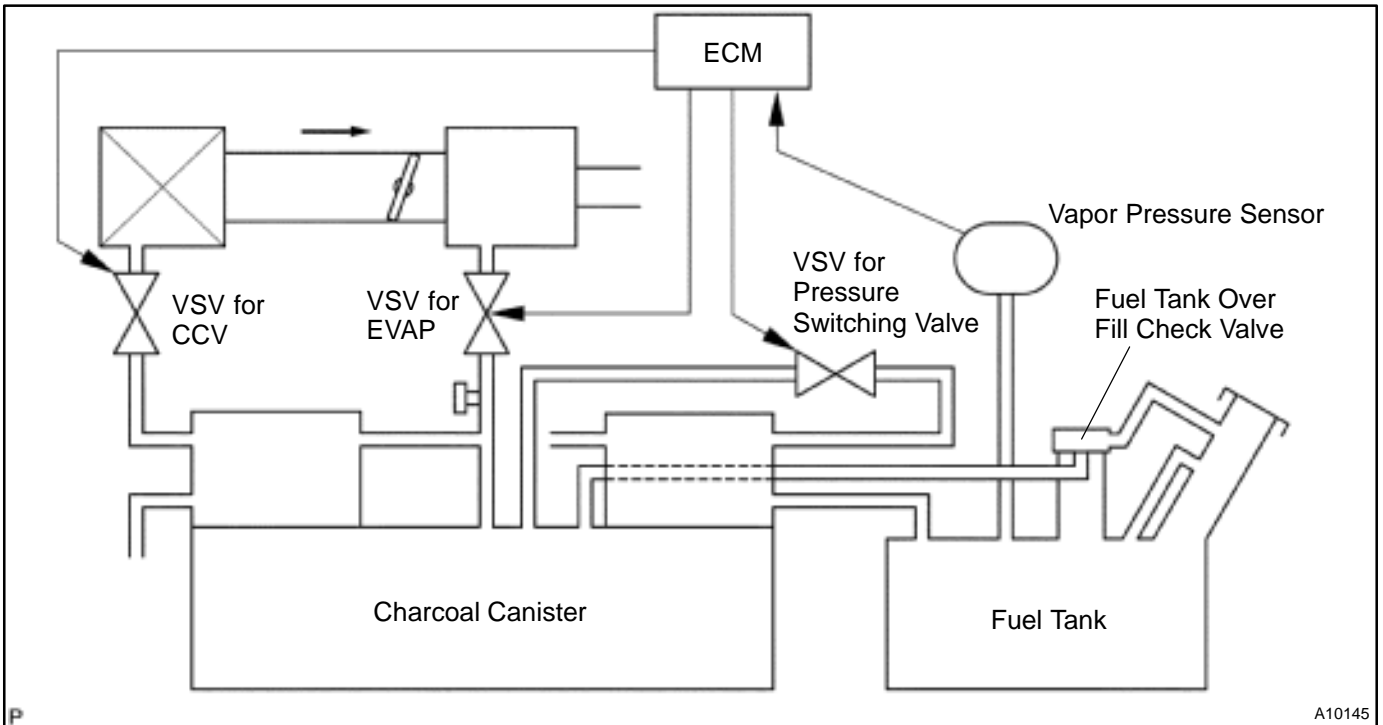 ECM
Vapor Pressure Sensor
VSV for
CCV
VSV for
EVAP
VSV for
Pressure
Switching Valve
Fuel Tank Over
Fill Check Valve
Charcoal Canister
Fuel Tank
P
A10145